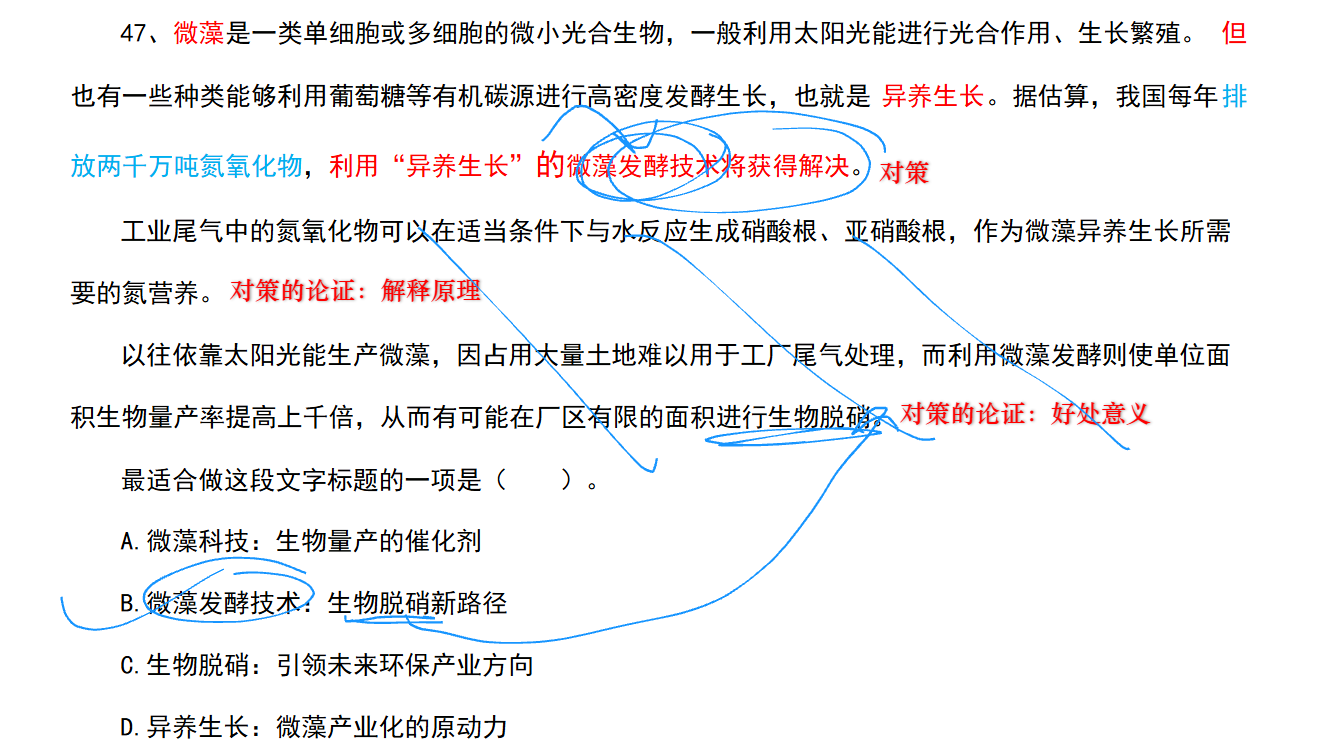 47、微藻是一类单细胞或多细胞的微小光合生物，一般利用太阳光能进行光合作用、生长繁殖。 但
也有一些种类能够利用葡萄糖等有机碳源进行高密度发酵生长，也就是 异养生长。据估算，我国每年排
放两千万吨氮氧化物，利用“异养生长”的微藻发酵技术将获得解决。 对策
工业尾气中的氮氧化物可以在适当条件下与水反应生成硝酸根、亚硝酸根，作为微藻异养生长所需
要的氮营养。 对策的论证：解释原理
以往依靠太阳光能生产微藻，因占用大量土地难以用于工厂尾气处理，而利用微藻发酵则使单位面
积生物量产率提高上千倍，从而有可能在厂区有限的面积进行生物脱硝。 对策的论证：好处意义
最适合做这段文字标题的一项是（　　）。
A.微藻科技：生物量产的催化剂
B.微藻发酵技术：生物脱硝新路径
C.生物脱硝：引领未来环保产业方向
D.异养生长：微藻产业化的原动力